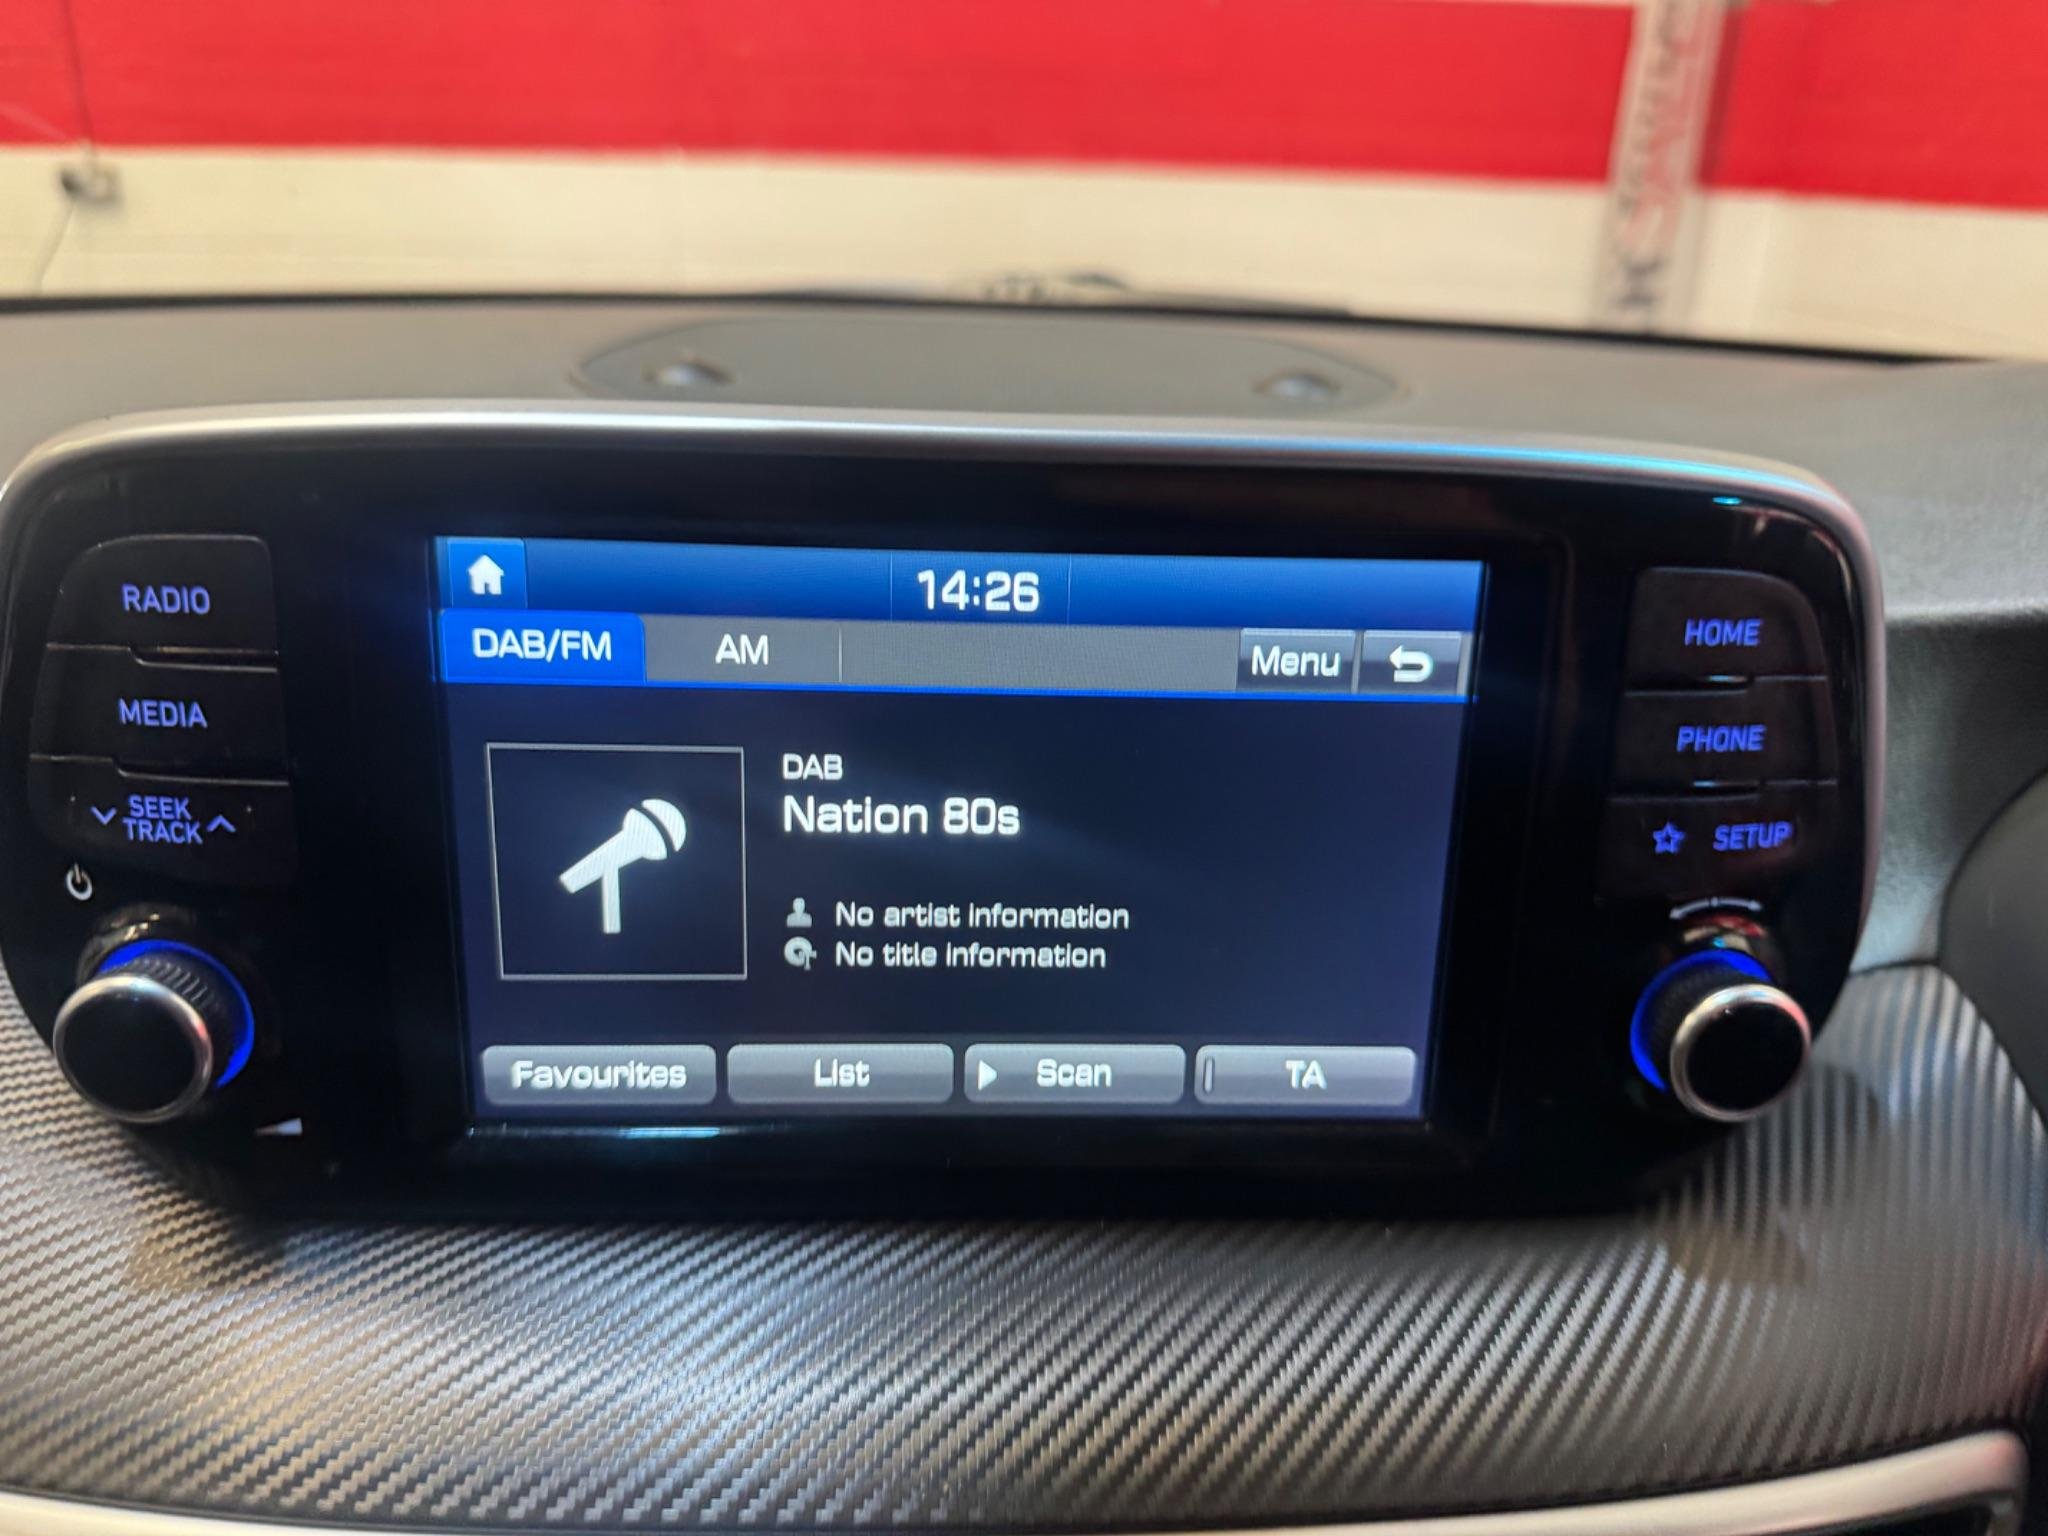 14:26
DAB/FM AM Menu
RADIO
MEDIA
SEEK
TRACK
DAB
Nation 80s
No artist information
No title information
Favourites List Scan TA
HOME
PHONE
SETUP